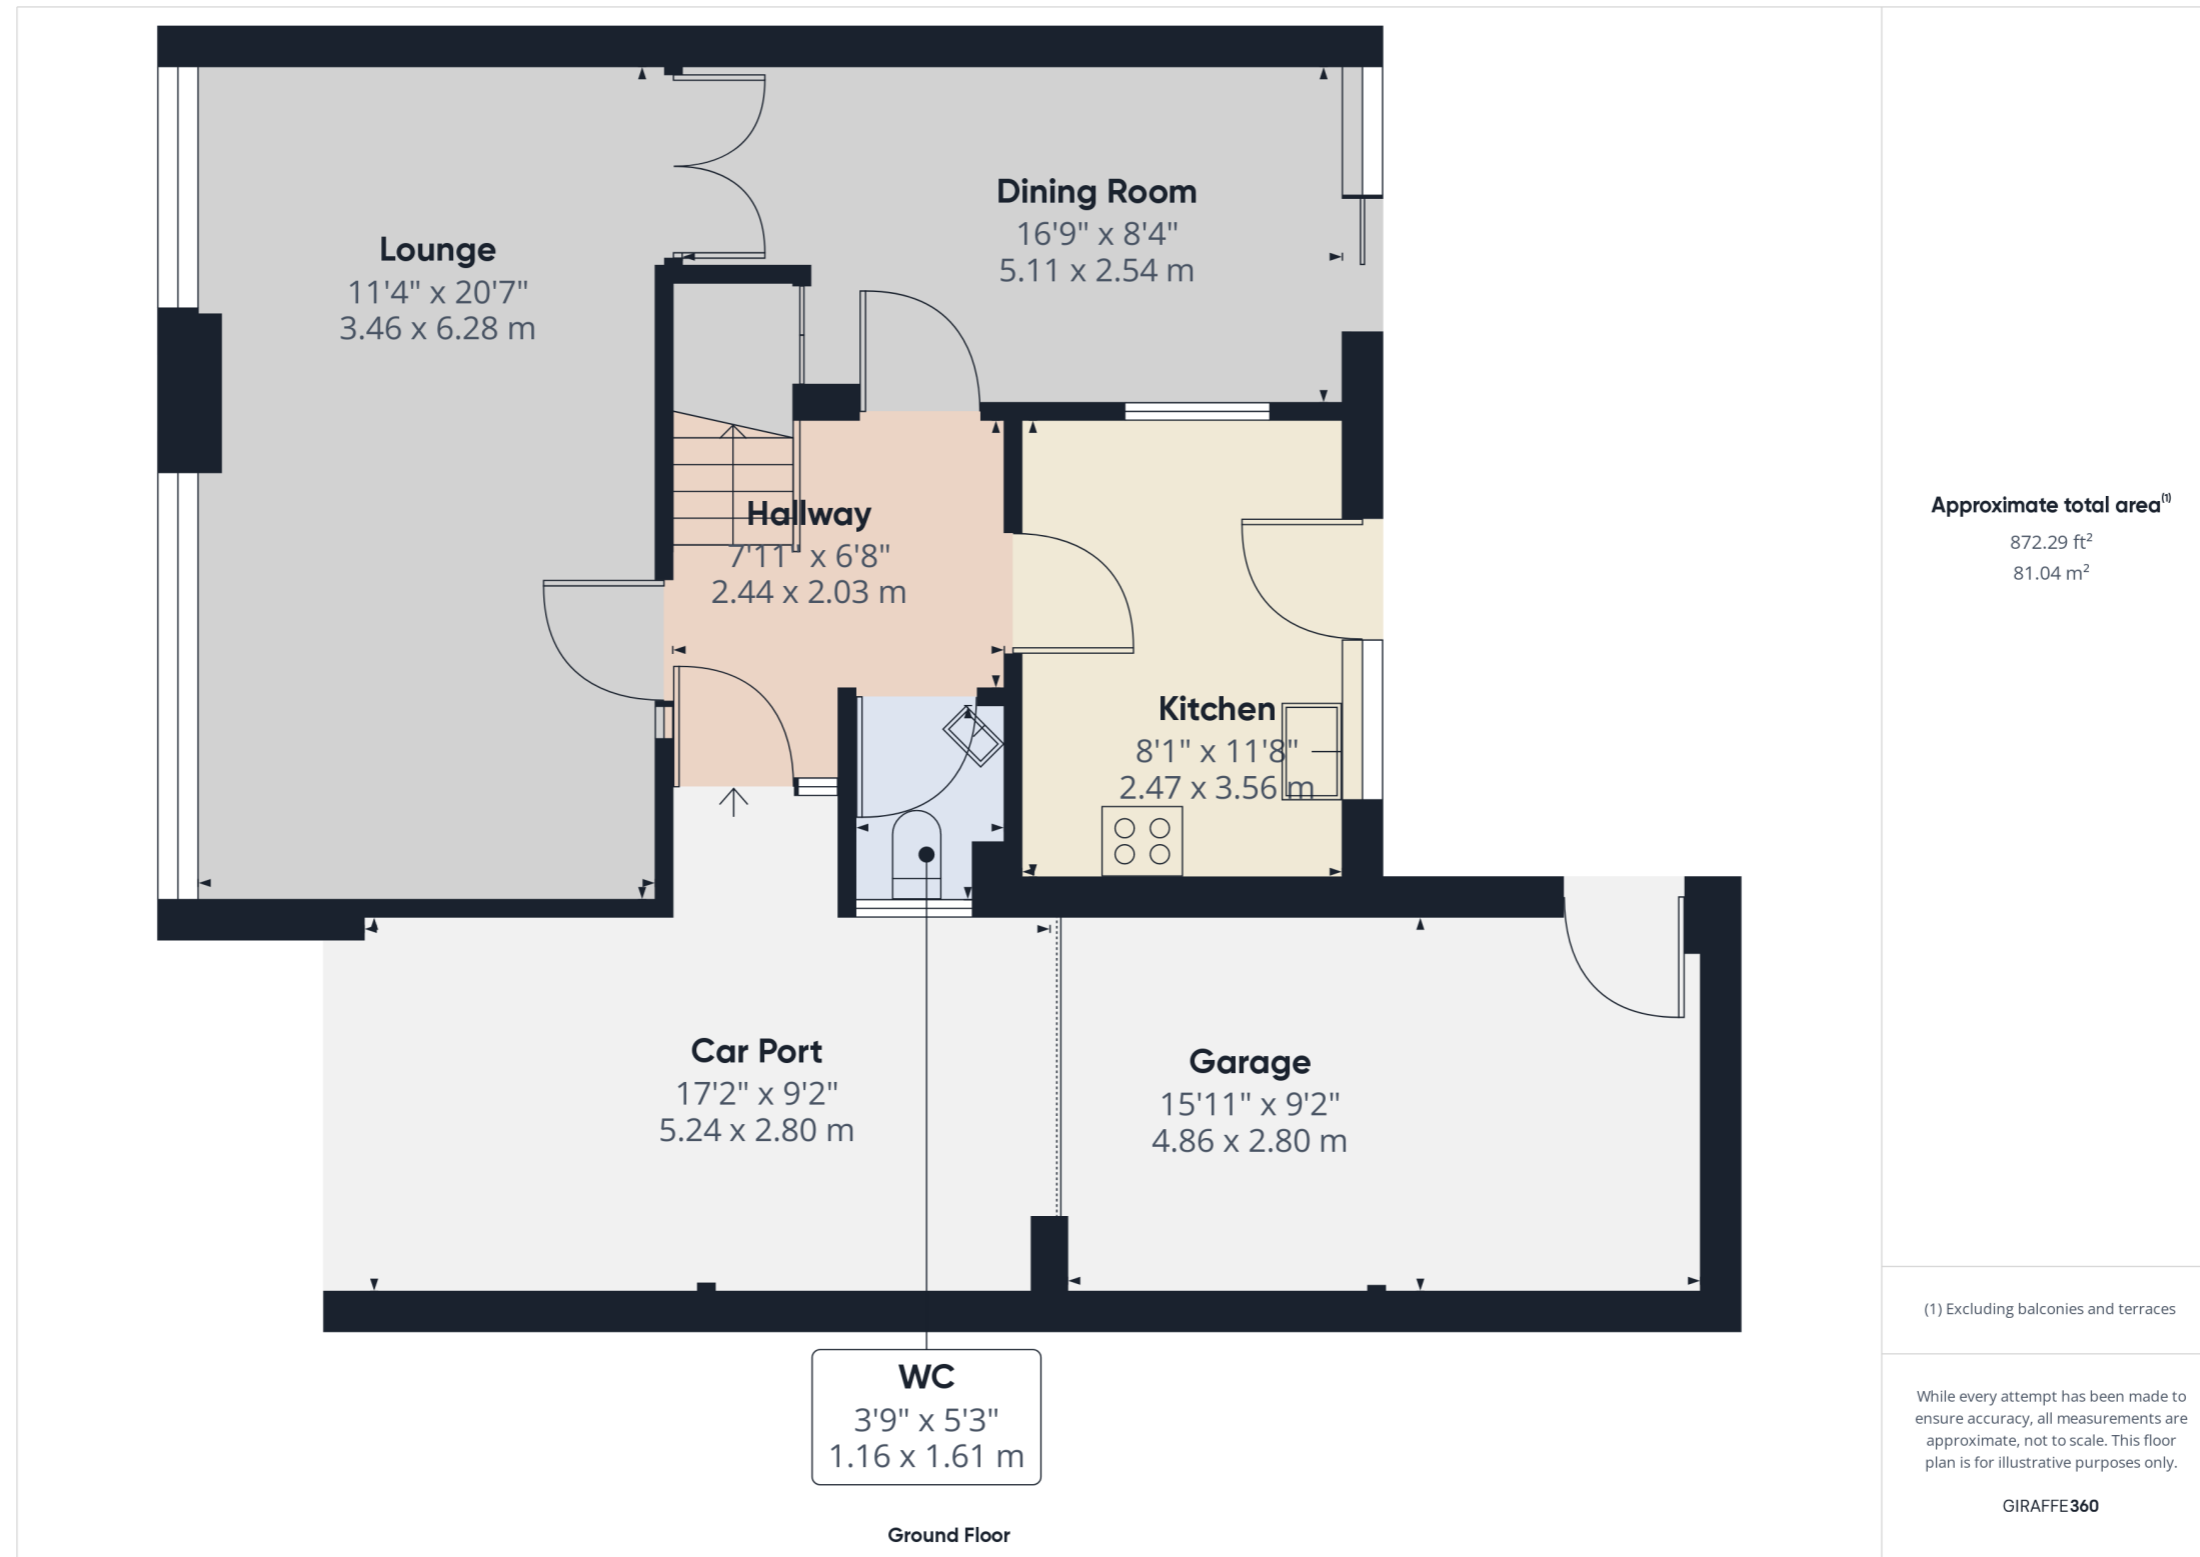 Lounge
11'4" x 20'7"
3.46 x 6.28 m
Dining Room
16'9" x 8'4"
5.11 x 2.54 m
Hallway
7'11" x 6'8"
2.44 x 2.03 m
Kitchen
8'1" x 11'8"
2.47 x 3.56 m
Car Port
17'2" x 9'2"
5.24 x 2.80 m
Garage
15'11" x 9'2"
4.86 x 2.80 m
WC
3'9" x 5'3"
1.16 x 1.61 m
Ground Floor
Approximate total area(1)
872.29 ft²
81.04 m²
(1) Excluding balconies and terraces
While every attempt has been made to
ensure accuracy, all measurements are
approximate, not to scale. This floor
plan is for illustrative purposes only.
GIRAFFE360